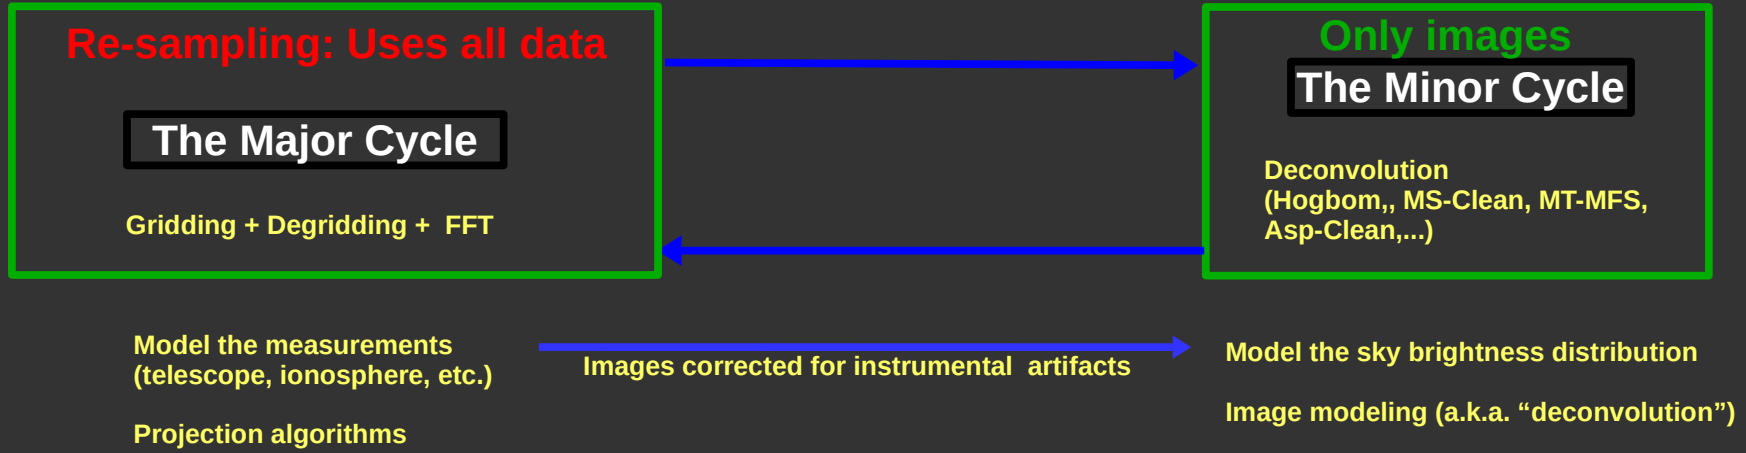 Re-sampling: Uses all data
The Major Cycle
Gridding + Degridding + FFT
Only images
The Minor Cycle
Deconvolution
(Hogbom,, MS-Clean, MT-MFS,
Asp-Clean,...)
Model the measurements
(telescope, ionosphere, etc.)
Projection algorithms
Images corrected for instrumental artifacts
Model the sky brightness distribution
Image modeling (a.k.a. “deconvolution”)